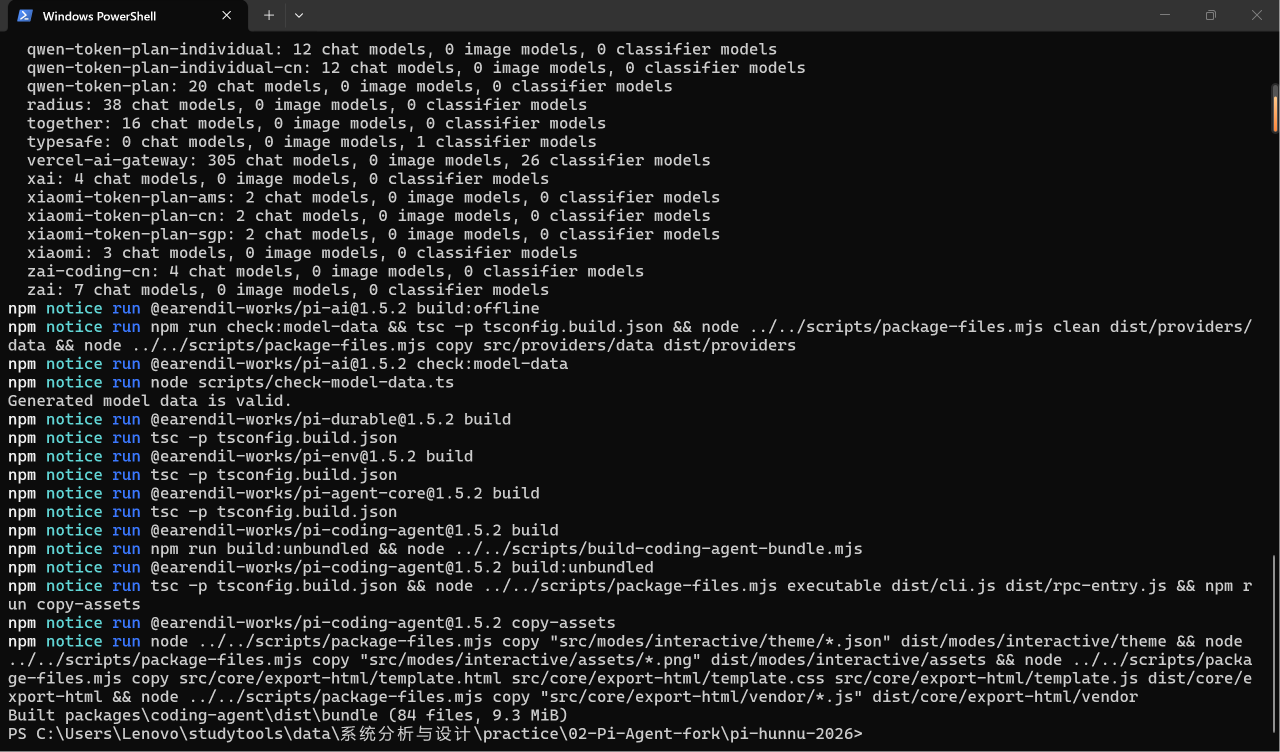 Windows PowerShell
qwen-token-plan-individual: 12 chat models, 0 image models, 0 classifier models
qwen-token-plan-individual-cn: 12 chat models, 0 image models, 0 classifier models
qwen-token-plan: 20 chat models, 0 image models, 0 classifier models
radius: 38 chat models, 0 image models, 0 classifier models
together: 16 chat models, 0 image models, 0 classifier models
typesafe: 0 chat models, 0 image models, 1 classifier models
vercel-ai-gateway: 305 chat models, 0 image models, 26 classifier models
xai: 4 chat models, 0 image models, 0 classifier models
xiaomi-token-plan-ams: 2 chat models, 0 image models, 0 classifier models
xiaomi-token-plan-cn: 2 chat models, 0 image models, 0 classifier models
xiaomi-token-plan-sgp: 2 chat models, 0 image models, 0 classifier models
xiaomi: 3 chat models, 0 image models, 0 classifier models
zai-coding-cn: 4 chat models, 0 image models, 0 classifier models
zai: 7 chat models, 0 image models, 0 classifier models
npm notice run @earendil-works/pi-ai@1.5.2 build:offline
npm notice run npm run check:model-data && tsc -p tsconfig.build.json && node ../../scripts/package-files.mjs clean dist/providers/
data && node ../../scripts/package-files.mjs copy src/providers/data dist/providers
npm notice run @earendil-works/pi-ai@1.5.2 check:model-data
npm notice run node scripts/check-model-data.ts
Generated model data is valid.
npm notice run @earendil-works/pi-durable@1.5.2 build
npm notice run tsc -p tsconfig.build.json
npm notice run @earendil-works/pi-env@1.5.2 build
npm notice run tsc -p tsconfig.build.json
npm notice run @earendil-works/pi-agent-core@1.5.2 build
npm notice run tsc -p tsconfig.build.json
npm notice run @earendil-works/pi-coding-agent@1.5.2 build
npm notice run npm run build:unbundled && node ../../scripts/build-coding-agent-bundle.mjs
npm notice run @earendil-works/pi-coding-agent@1.5.2 build:unbundled
npm notice run tsc -p tsconfig.build.json && node ../../scripts/package-files.mjs executable dist/cli.js dist/rpc-entry.js && npm r
un copy-assets
npm notice run @earendil-works/pi-coding-agent@1.5.2 copy-assets
npm notice run node ../../scripts/package-files.mjs copy "src/modes/interactive/theme/*.json" dist/modes/interactive/theme && node
../../scripts/package-files.mjs copy "src/modes/interactive/assets/*.png" dist/modes/interactive/assets && node ../../scripts/packa
ge-files.mjs copy src/core/export-html/template.html src/core/export-html/template.css src/core/export-html/template.js dist/core/e
xport-html && node ../../scripts/package-files.mjs copy "src/core/export-html/vendor/*.js" dist/core/export-html/vendor
Built packages\coding-agent\dist\bundle (84 files, 9.3 MiB)
PS C:\Users\Lenovo\studytools\data\系统分析与设计\practice\02-Pi-Agent-fork\pi-hunnu-2026>